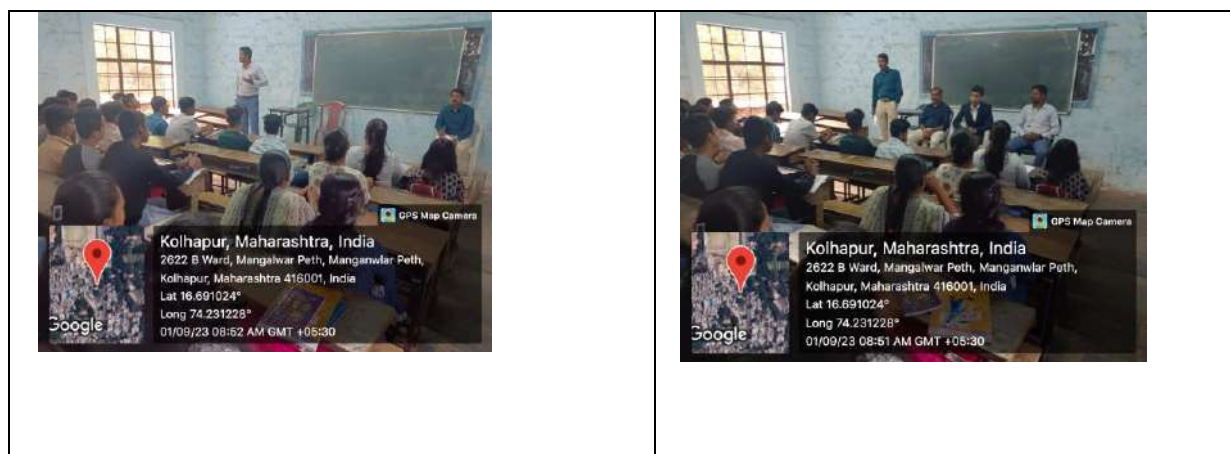 GPS Map Camera
Kolhapur, Maharashtra, India
2622 B Ward, Mangalwar Peth, Manganwlar Peth,
Kolhapur, Maharashtra 416001, India
Lat 16.691024°
Long 74.231228°
01/09/23 08:52 AM GMT +05:30
Google
GPS Map Camera
Kolhapur, Maharashtra, India
2622 B Ward, Mangalwar Peth, Manganwlar Peth,
Kolhapur, Maharashtra 416001, India
Lat 16.691024°
Long 74.231228°
01/09/23 08:51 AM GMT +05:30
Google